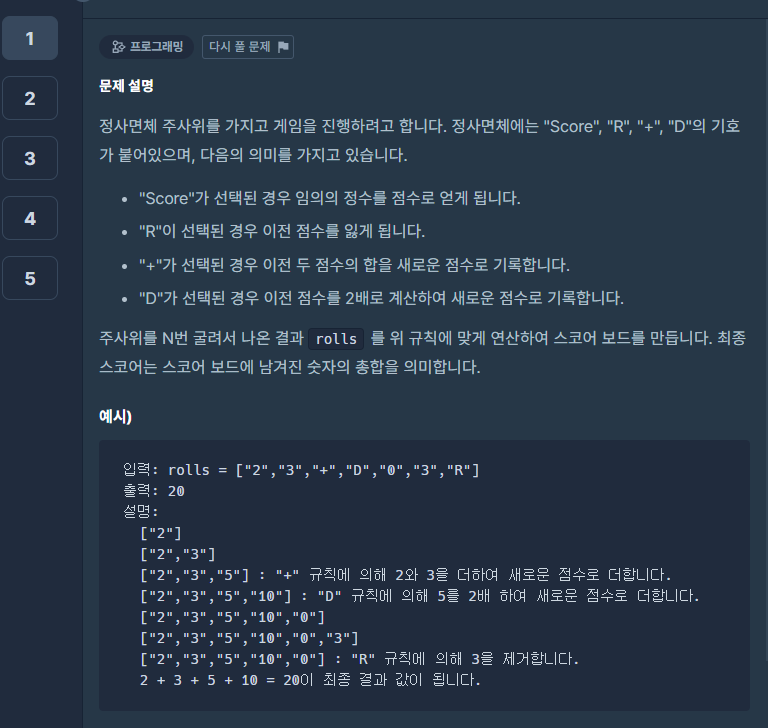 1
2
3
4
5
프로그래밍
다시 풀 문제
문제 설명
정사면체 주사위를 가지고 게임을 진행하려고 합니다. 정사면체에는 "Score", "R", "+", "D"의 기호
가 붙어있으며, 다음의 의미를 가지고 있습니다.
• "Score"가 선택된 경우 임의의 정수를 점수로 얻게 됩니다.
• "R"이 선택된 경우 이전 점수를 잃게 됩니다.
• "+"가 선택된 경우 이전 두 점수의 합을 새로운 점수로 기록합니다.
• "D"가 선택된 경우 이전 점수를 2배로 계산하여 새로운 점수로 기록합니다.
주사위를 N번 굴려서 나온 결과 rolls 를 위 규칙에 맞게 연산하여 스코어 보드를 만듭니다. 최종
스코어는 스코어 보드에 남겨진 숫자의 총합을 의미합니다.
예시)
입력: rolls = ["2","3","+","D","0","3","R"]
출력: 20
설명:
["2"]
["2","3"]
["2","3","5"] : "+" 규칙에 의해 2와 3을 더하여 새로운 점수로 더합니다.
["2","3","5","10"] : "D" 규칙에 의해 5를 2배 하여 새로운 점수로 더합니다.
["2","3","5","10","0"]
["2","3","5","10","0","3"]
["2","3","5","10","0"] : "R" 규칙에 의해 3을 제거합니다.
2 + 3 + 5 + 10 = 20이 최종 결과 값이 됩니다.